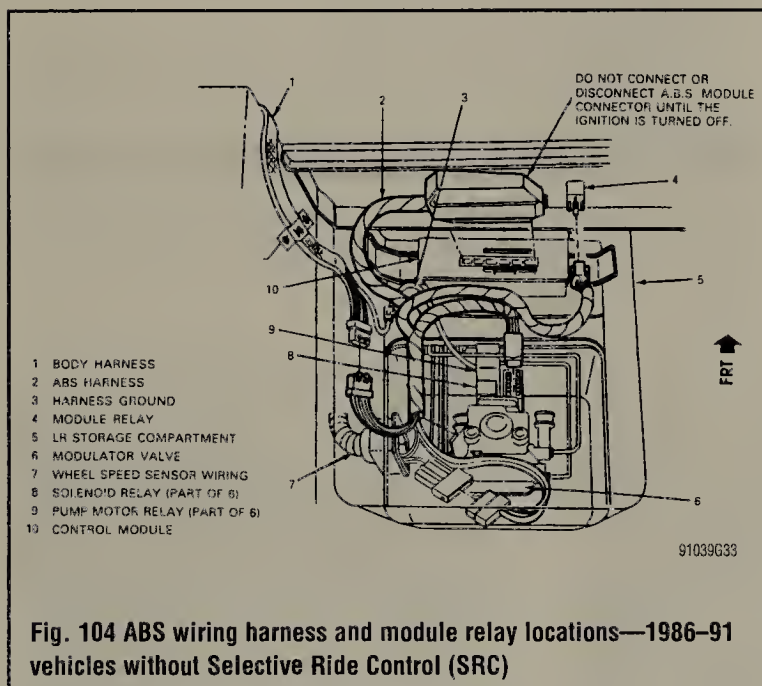 DO NOT CONNECT OR
DISCONNECT A.B.S MODULE
CONNECTOR UNTIL THE
IGNITION IS TURNED OFF.
1
2
3
4
5
10
9
8
7
6
1 BODY HARNESS
2 ABS HARNESS
3 HARNESS GROUND
4 MODULE RELAY
5 LR STORAGE COMPARTMENT
6 MODULATOR VALVE
7 WHEEL SPEED SENSOR WIRING
8 SOLENOID RELAY (PART OF 6)
9 PUMP MOTOR RELAY (PART OF 6)
10 CONTROL MODULE
FRT
91039G33
Fig. 104 ABS wiring harness and module relay locations—1986–91
vehicles without Selective Ride Control (SRC)